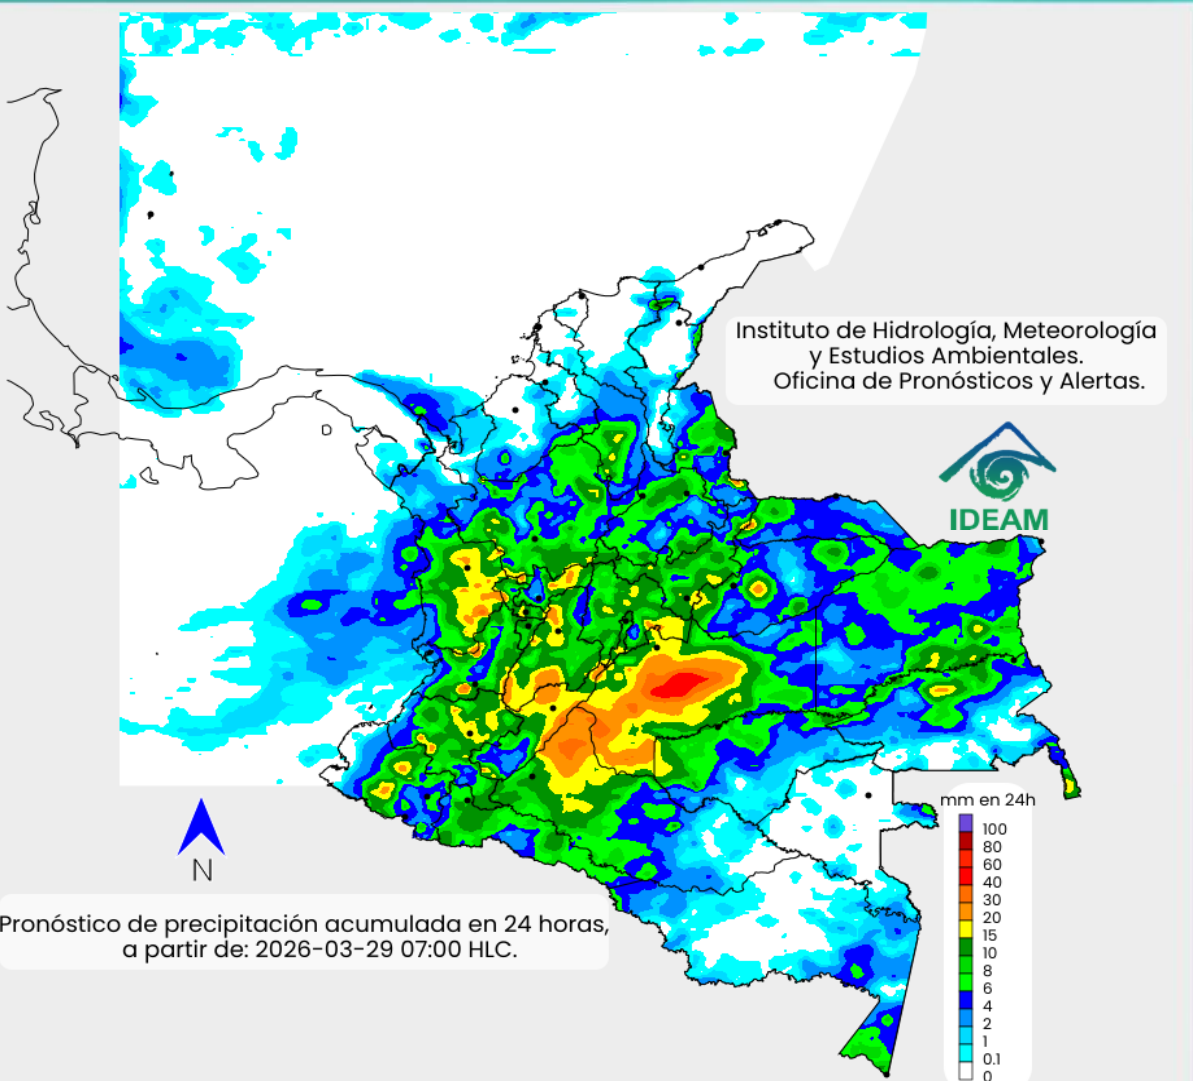 Instituto de Hidrología, Meteorología
y Estudios Ambientales.
Oficina de Pronósticos y Alertas.
IDEAM
mm en 24h
100
80
60
40
30
20
15
10
8
6
4
2
1
0.1
0
N
Pronóstico de precipitación acumulada en 24 horas,
a partir de: 2026-03-29 07:00 HLC.